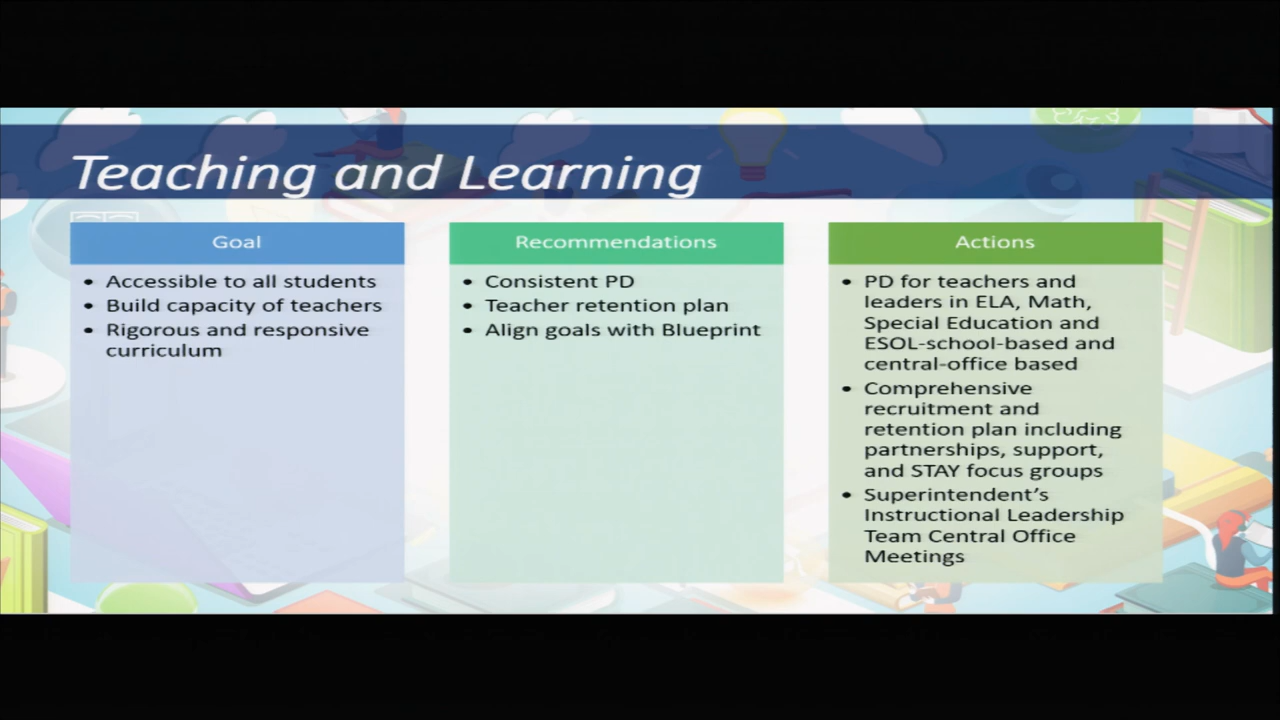 Teaching and Learning
Goal
• Accessible to all students
• Build capacity of teachers
• Rigorous and responsive
curriculum
Recommendations
• Consistent PD
• Teacher retention plan
• Align goals with Blueprint
Actions
• PD for teachers and
leaders in ELA, Math,
Special Education and
ESOL-school-based and
central-office based
• Comprehensive
recruitment and
retention plan including
partnerships, support,
and STAY focus groups
• Superintendent’s
Instructional Leadership
Team Central Office
Meetings